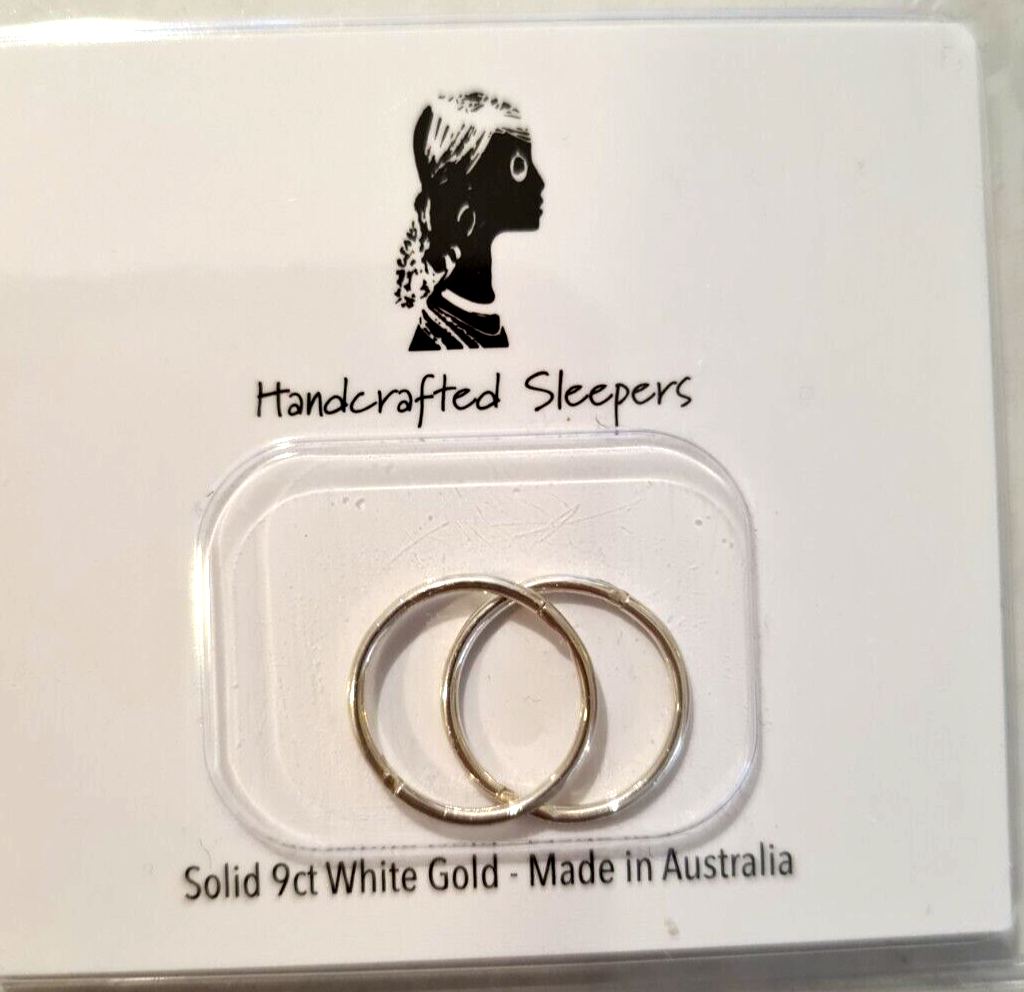 Handcrafted Sleepers
Solid 9ct White Gold - Made in Australia